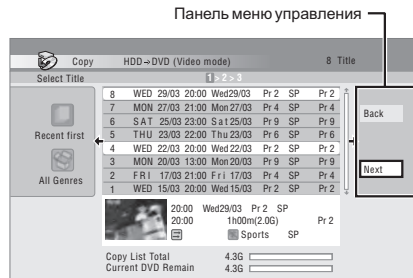 Панель меню управления
Copy HDD→DVD (Video mode) 8 Title
Select Title 1 > 2 > 3
8 WED 29/03 20:00 Wed29/03 Pr 2 SP Pr 2
7 MON 27/03 21:00 Mon27/03 Pr 4 SP Pr 4
6 SAT 25/03 23:00 Sat25/03 Pr 9 SP Pr 9
5 THU 23/03 22:00 Thu23/03 Pr 6 SP Pr 6
4 WED 22/03 20:00 Wed22/03 Pr 2 SP Pr 2
3 MON 20/03 13:00 Mon20/03 Pr 9 SP Pr 9
2 FRI 17/03 21:00 Fri 17/03 Pr 4 SP Pr 4
1 WED 15/03 20:00 Wed15/03 Pr 2 SP Pr 2
Recent first
All Genres
Back
Next
20:00 Wed29/03 Pr 2 SP
20:00 1h00m(2.0G) Pr 2
Sports SP
Copy List Total 4.3G
Current DVD Remain 4.3G